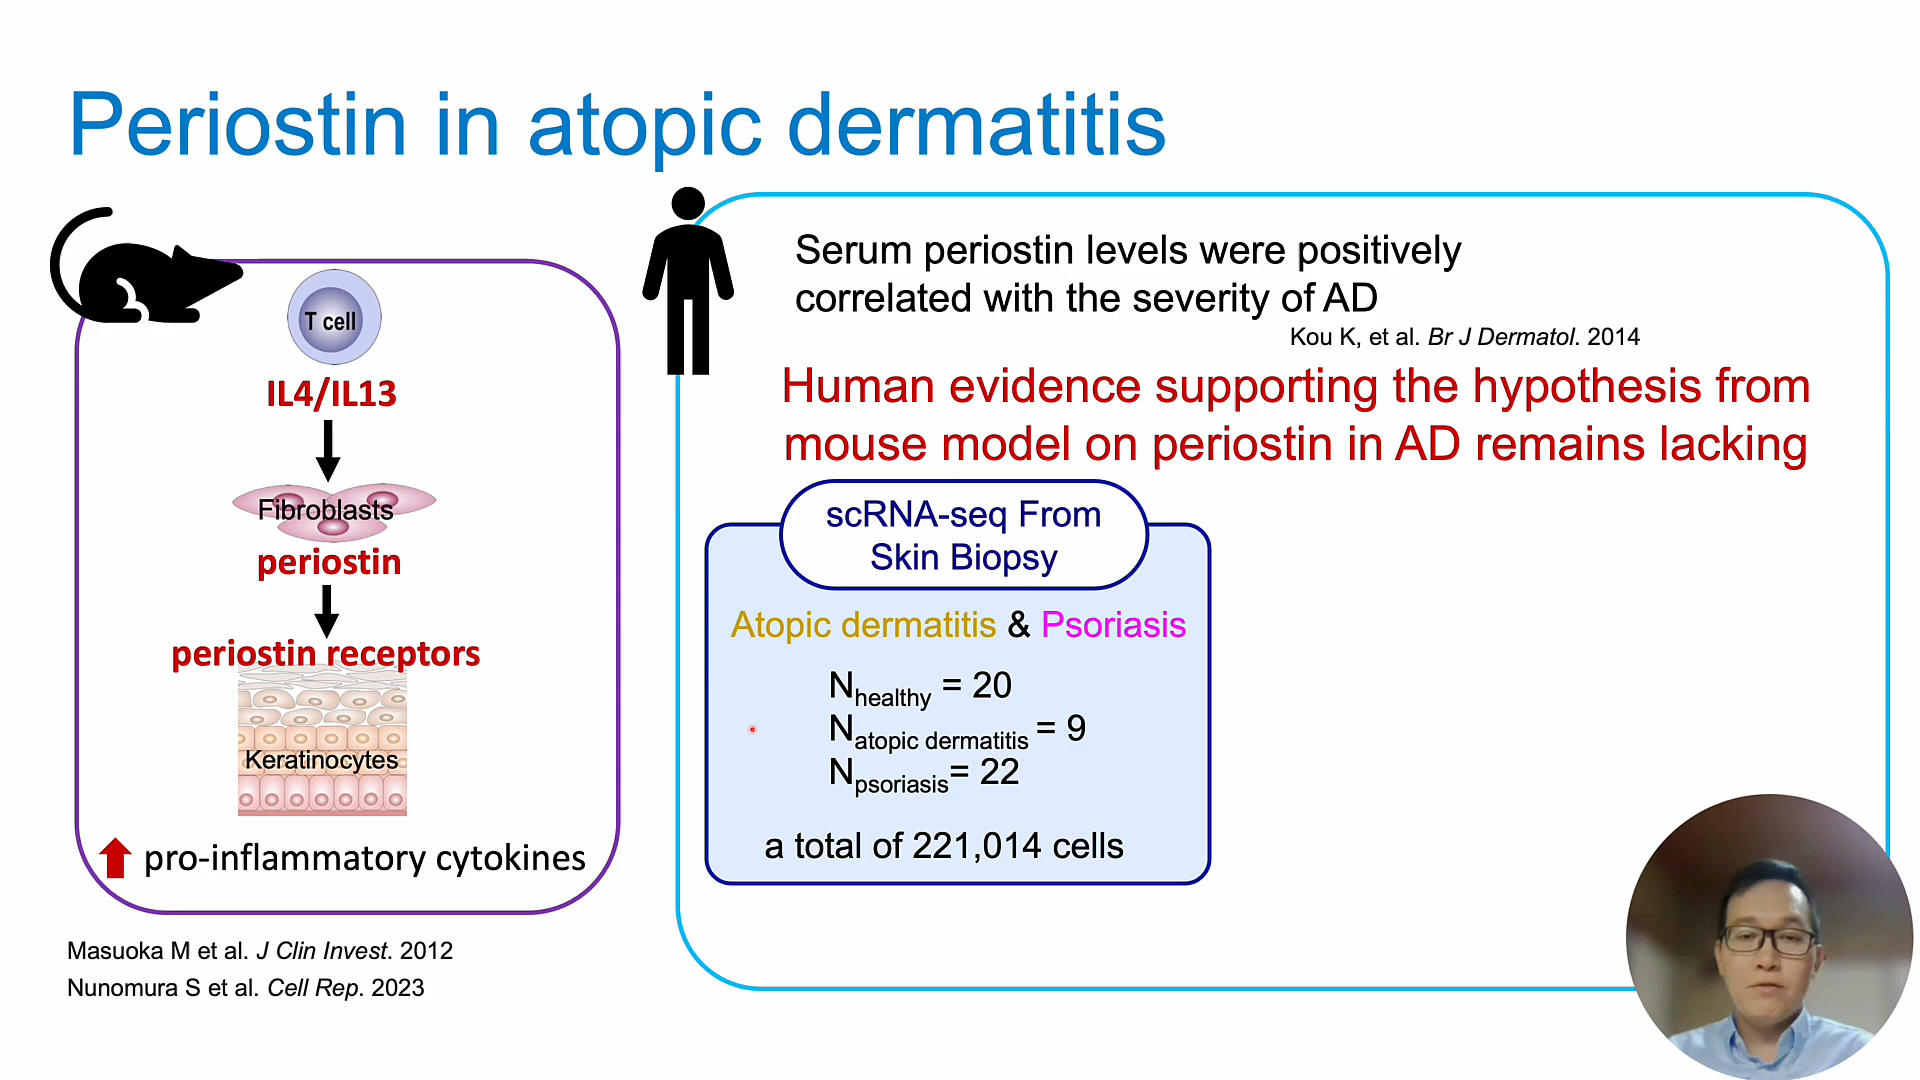 Periostin in atopic dermatitis
T cell
IL4/IL13
Fibroblasts
periostin
periostin receptors
Keratinocytes
pro-inflammatory cytokines
Masuoka M et al. J Clin Invest. 2012
Nunomura S et al. Cell Rep. 2023
Serum periostin levels were positively
correlated with the severity of AD
Kou K, et al. Br J Dermatol. 2014
Human evidence supporting the hypothesis from
mouse model on periostin in AD remains lacking
scRNA-seq From
Skin Biopsy
Atopic dermatitis & Psoriasis
Nhealthy = 20
Natopic dermatitis = 9
Npsoriasis= 22
a total of 221,014 cells